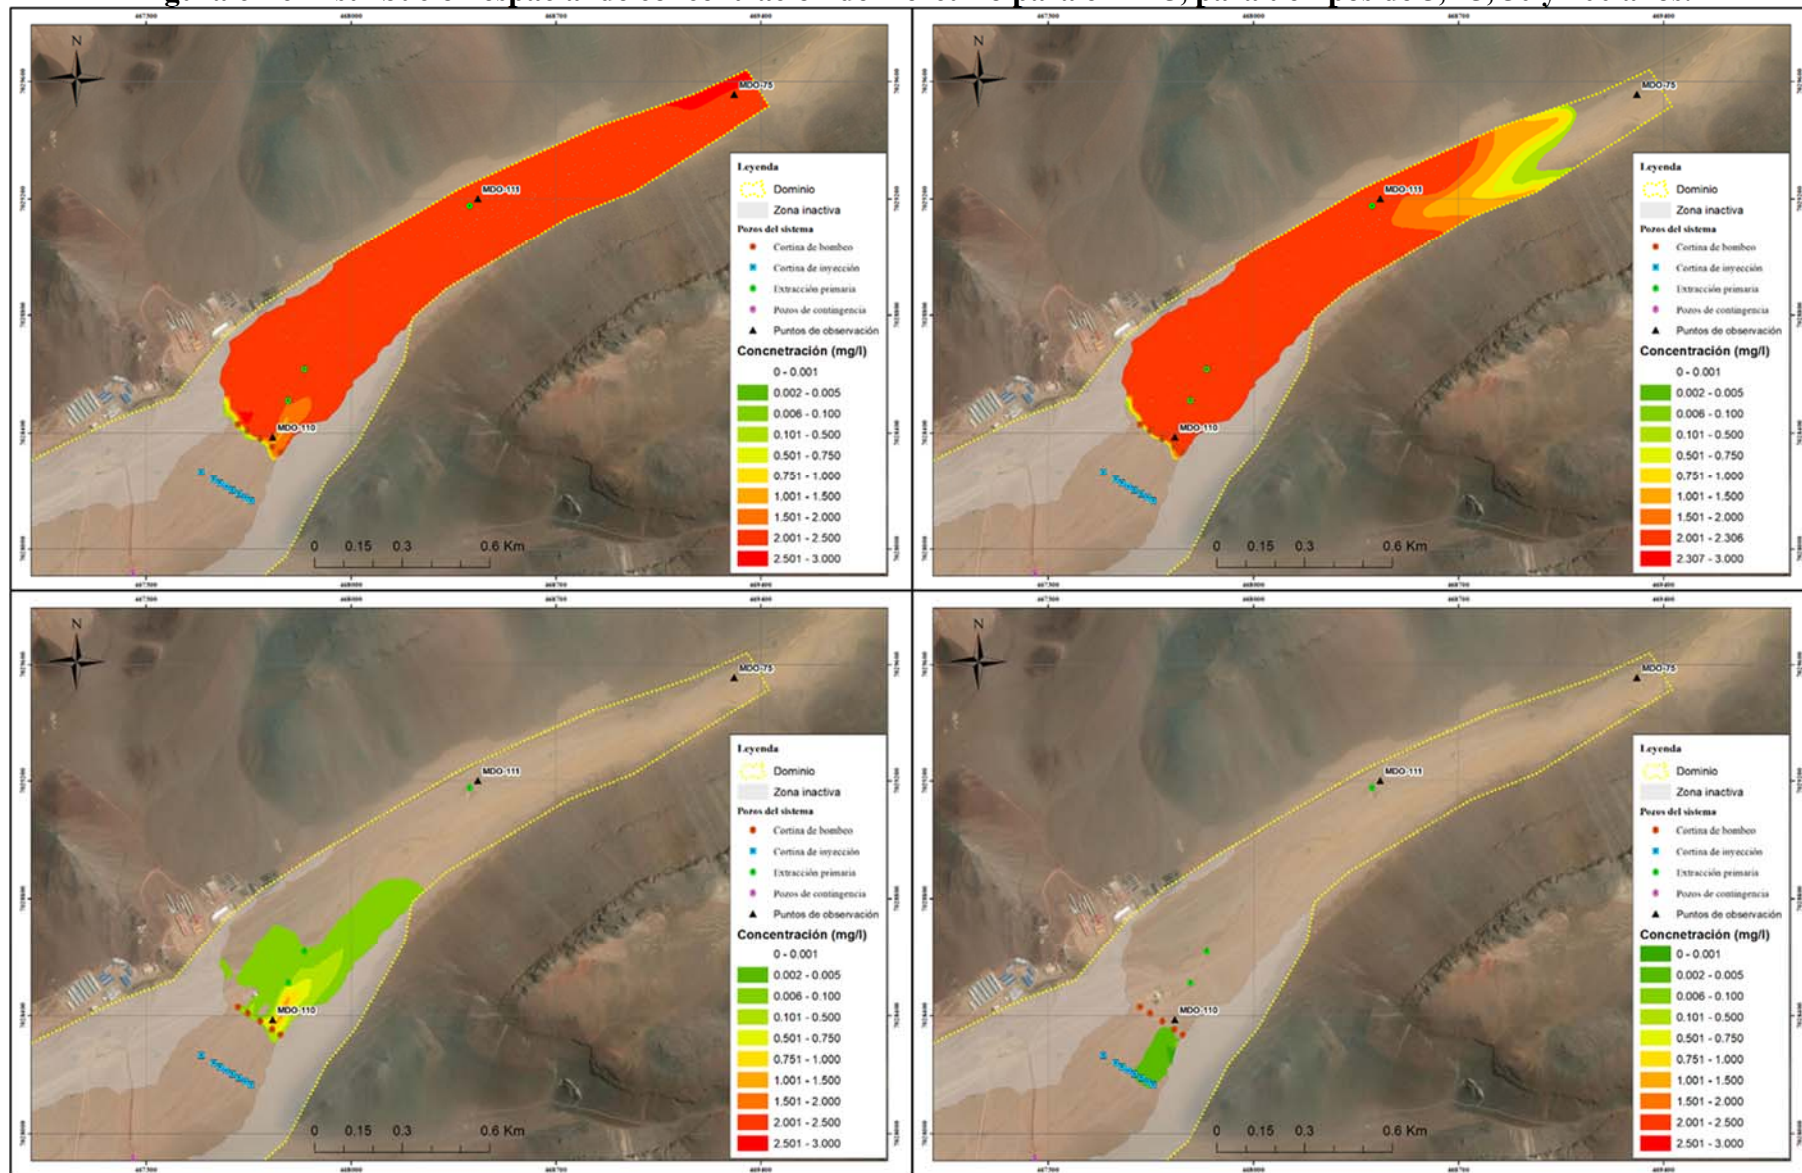 N
MDO-75
MDO-111
MDO-110
0 0.15 0.3 0.6 Km
Leyenda
Dominio
Zona inactiva
Pozos del sistema
Cortina de bombeo
Cortina de inyección
Extracción primaria
Pozos de contingencia
Puntos de observación
Concnetración (mg/l)
0 - 0.001
0.002 - 0.005
0.006 - 0.100
0.101 - 0.500
0.501 - 0.750
0.751 - 1.000
1.001 - 1.500
1.501 - 2.000
2.001 - 2.500
2.501 - 3.000
N
MDO-75
MDO-111
MDO-110
0 0.15 0.3 0.6 Km
Leyenda
Dominio
Zona inactiva
Pozos del sistema
Cortina de bombeo
Cortina de inyección
Extracción primaria
Pozos de contingencia
Puntos de observación
Concnetración (mg/l)
0 - 0.001
0.002 - 0.005
0.006 - 0.100
0.101 - 0.500
0.501 - 0.750
0.751 - 1.000
1.001 - 1.500
1.501 - 2.000
2.001 - 2.306
2.307 - 3.000
N
MDO-75
MDO-111
MDO-110
0 0.15 0.3 0.6 Km
Leyenda
Dominio
Zona inactiva
Pozos del sistema
Cortina de bombeo
Cortina de inyección
Extracción primaria
Pozos de contingencia
Puntos de observación
Concnetración (mg/l)
0 - 0.001
0.002 - 0.005
0.006 - 0.100
0.101 - 0.500
0.501 - 0.750
0.751 - 1.000
1.001 - 1.500
1.501 - 2.000
2.001 - 2.500
2.501 - 3.000
N
MDO-75
MDO-111
MDO-110
0 0.15 0.3 0.6 Km
Leyenda
Dominio
Zona inactiva
Pozos del sistema
Cortina de bombeo
Cortina de inyección
Extracción primaria
Pozos de contingencia
Puntos de observación
Concnetración (mg/l)
0 - 0.001
0.002 - 0.005
0.006 - 0.100
0.101 - 0.500
0.501 - 0.750
0.751 - 1.000
1.001 - 1.500
1.501 - 2.000
2.001 - 2.500
2.501 - 3.000